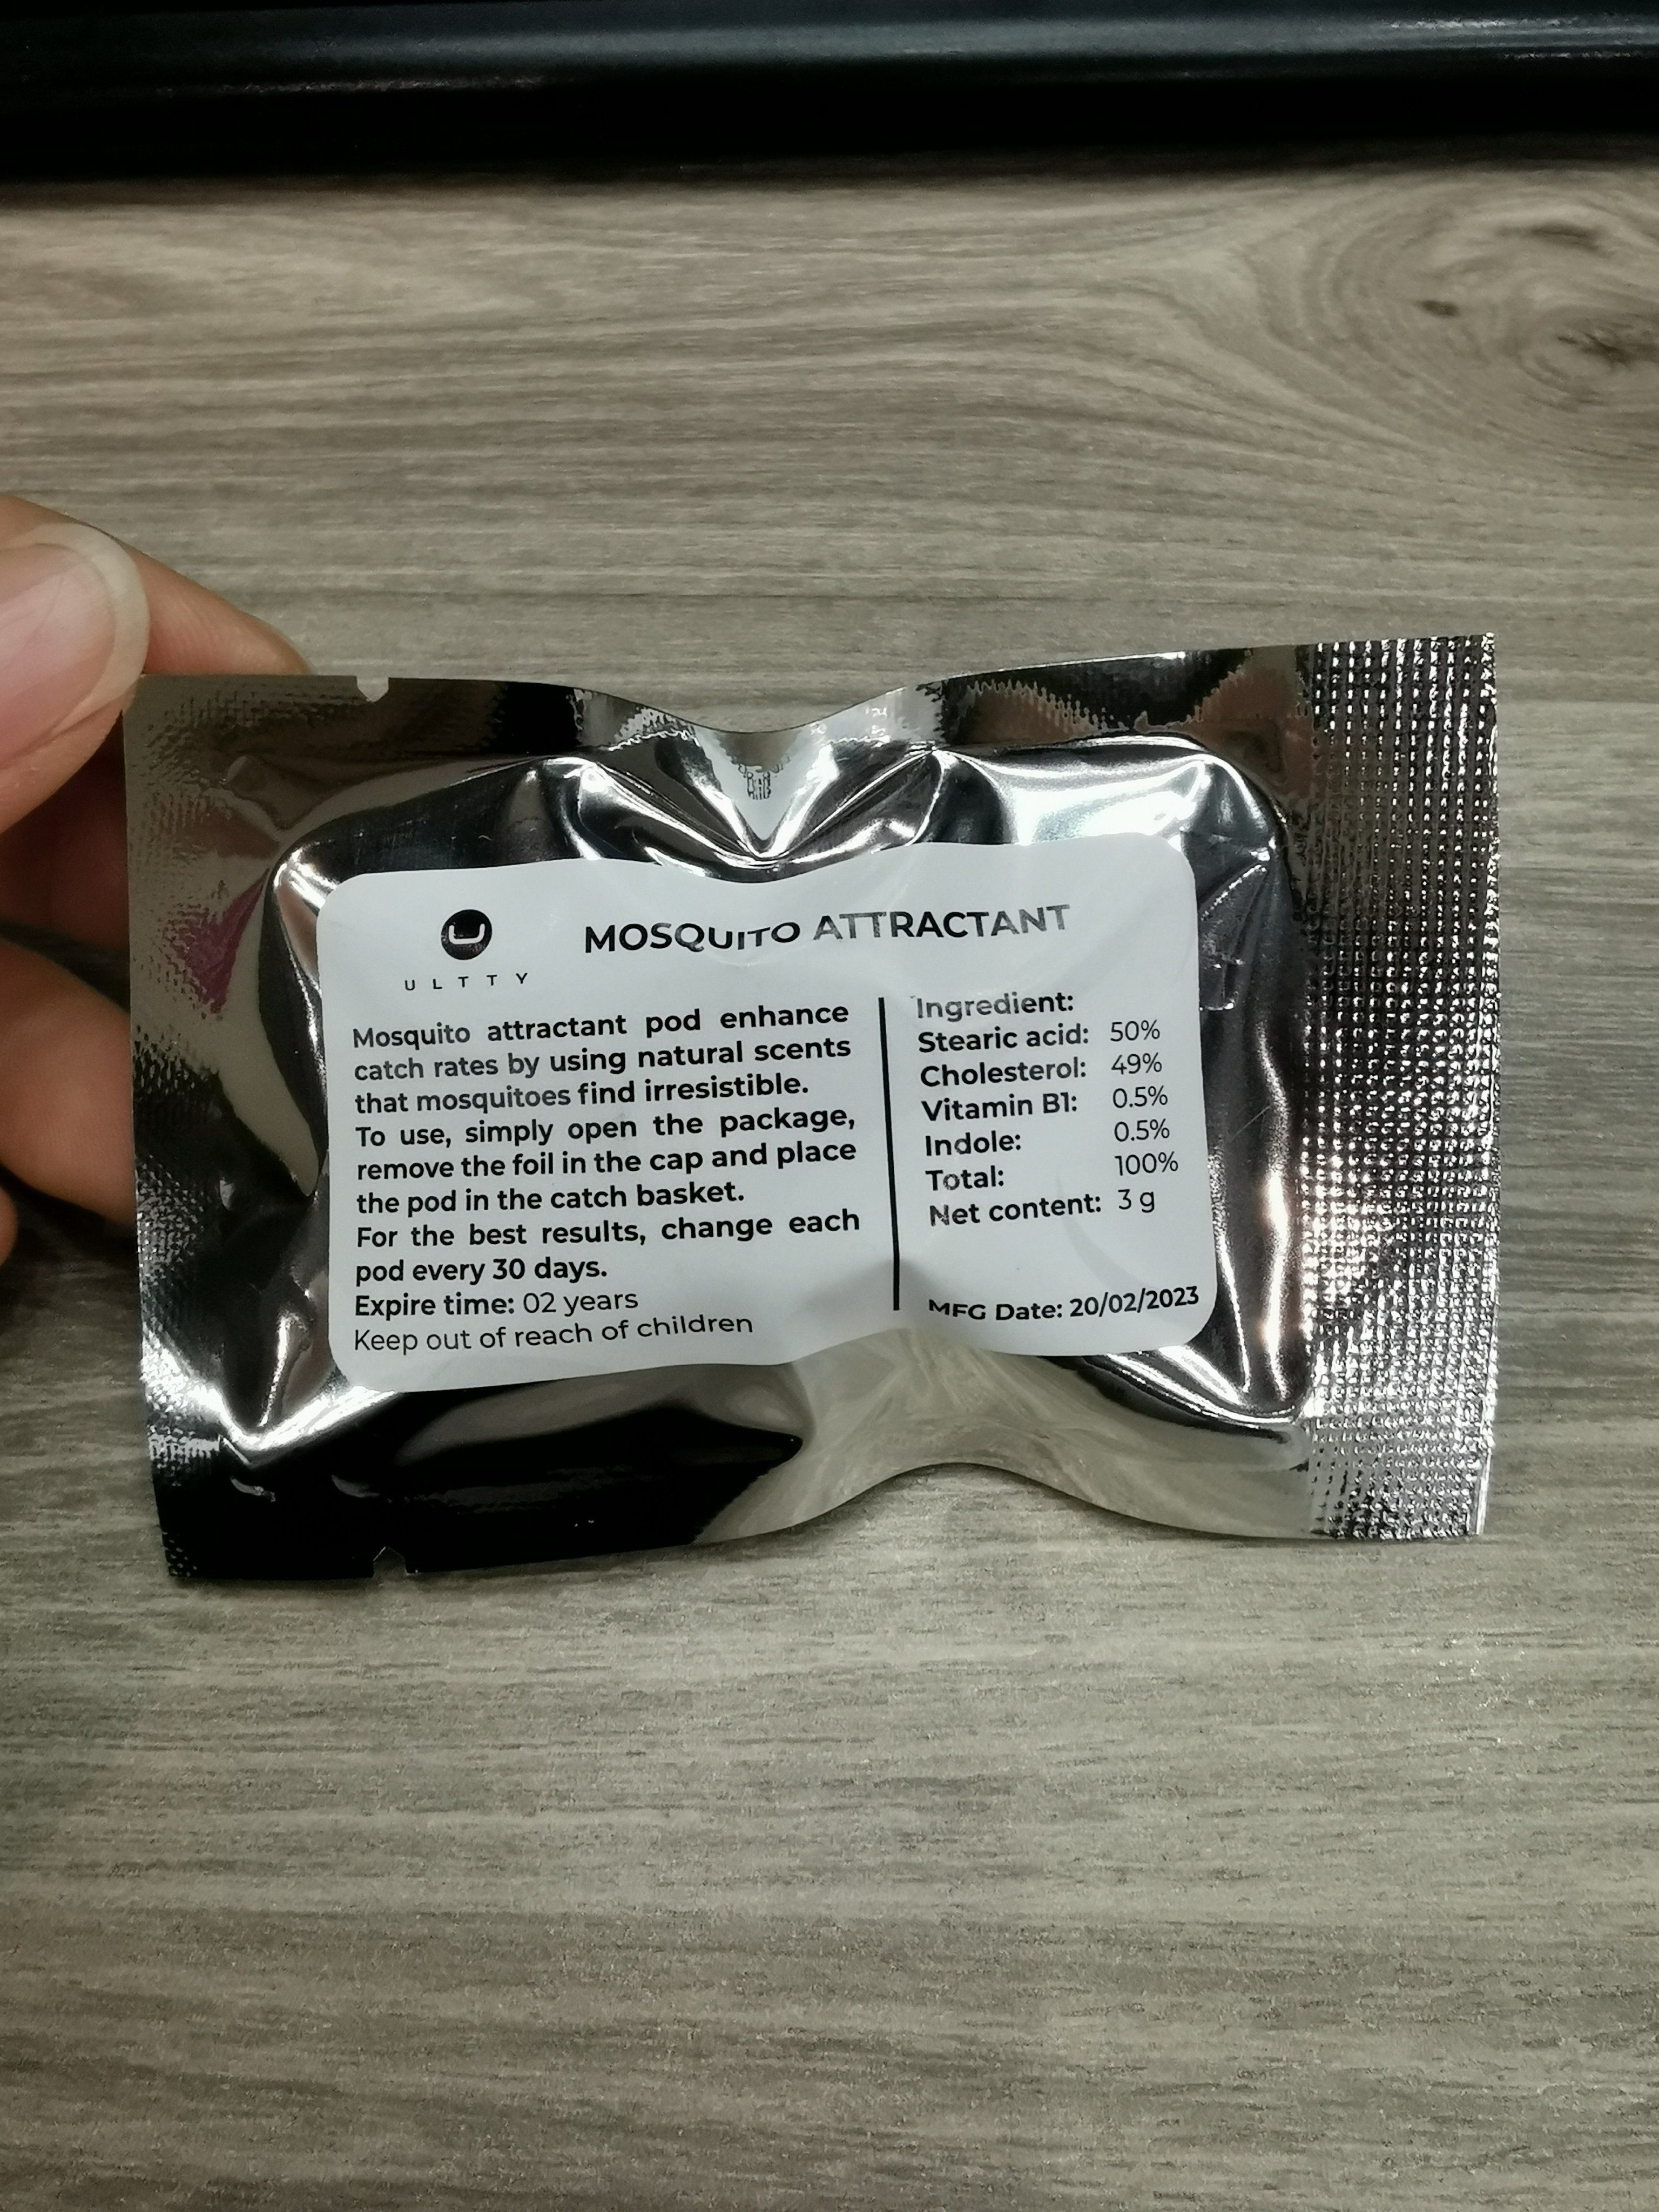 ULTTY
MOSQUITO ATTRACTANT
Mosquito attractant pod enhance
catch rates by using natural scents
that mosquitoes find irresistible.
To use, simply open the package,
remove the foil in the cap and place
the pod in the catch basket.
For the best results, change each
pod every 30 days.
Expire time: 02 years
Keep out of reach of children
Ingredient:
Stearic acid: 50%
Cholesterol: 49%
Vitamin B1: 0.5%
Indole: 0.5%
Total: 100%
Net content: 3 g
MFG Date: 20/02/2023